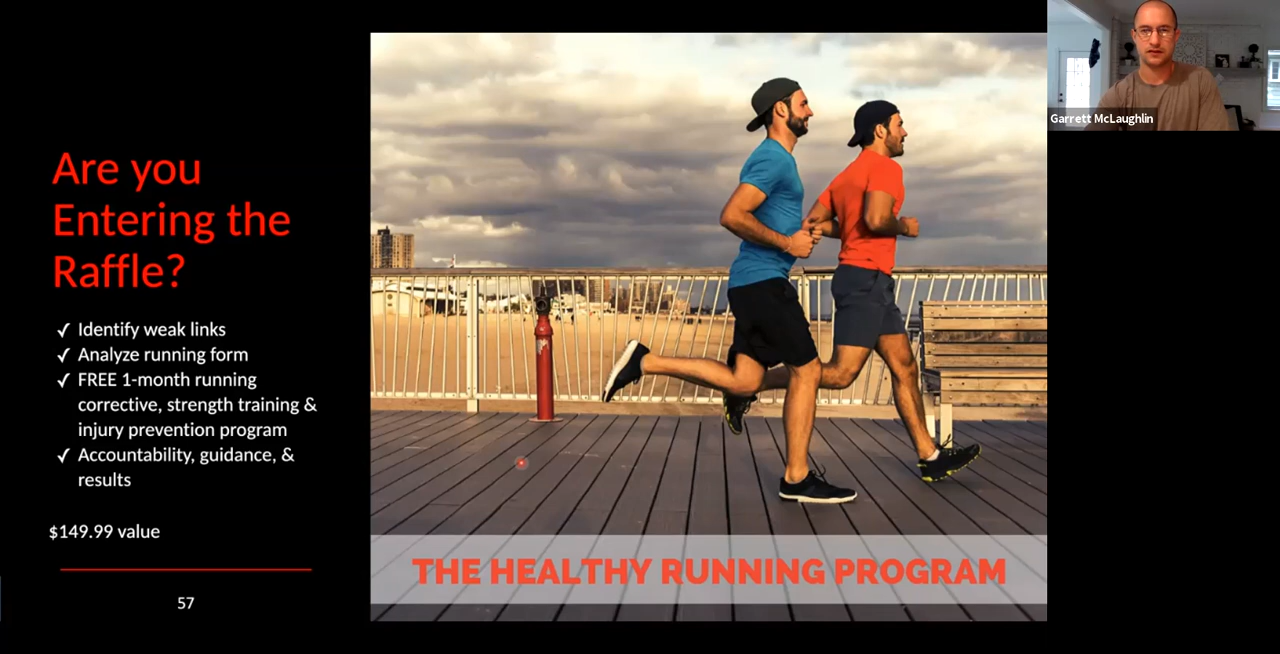 Are you
Entering the
Raffle?
✓ Identify weak links
✓ Analyze running form
✓ FREE 1-month running
corrective, strength training &
injury prevention program
✓ Accountability, guidance, &
results
$149.99 value
57
THE HEALTHY RUNNING PROGRAM
Garrett McLaughlin